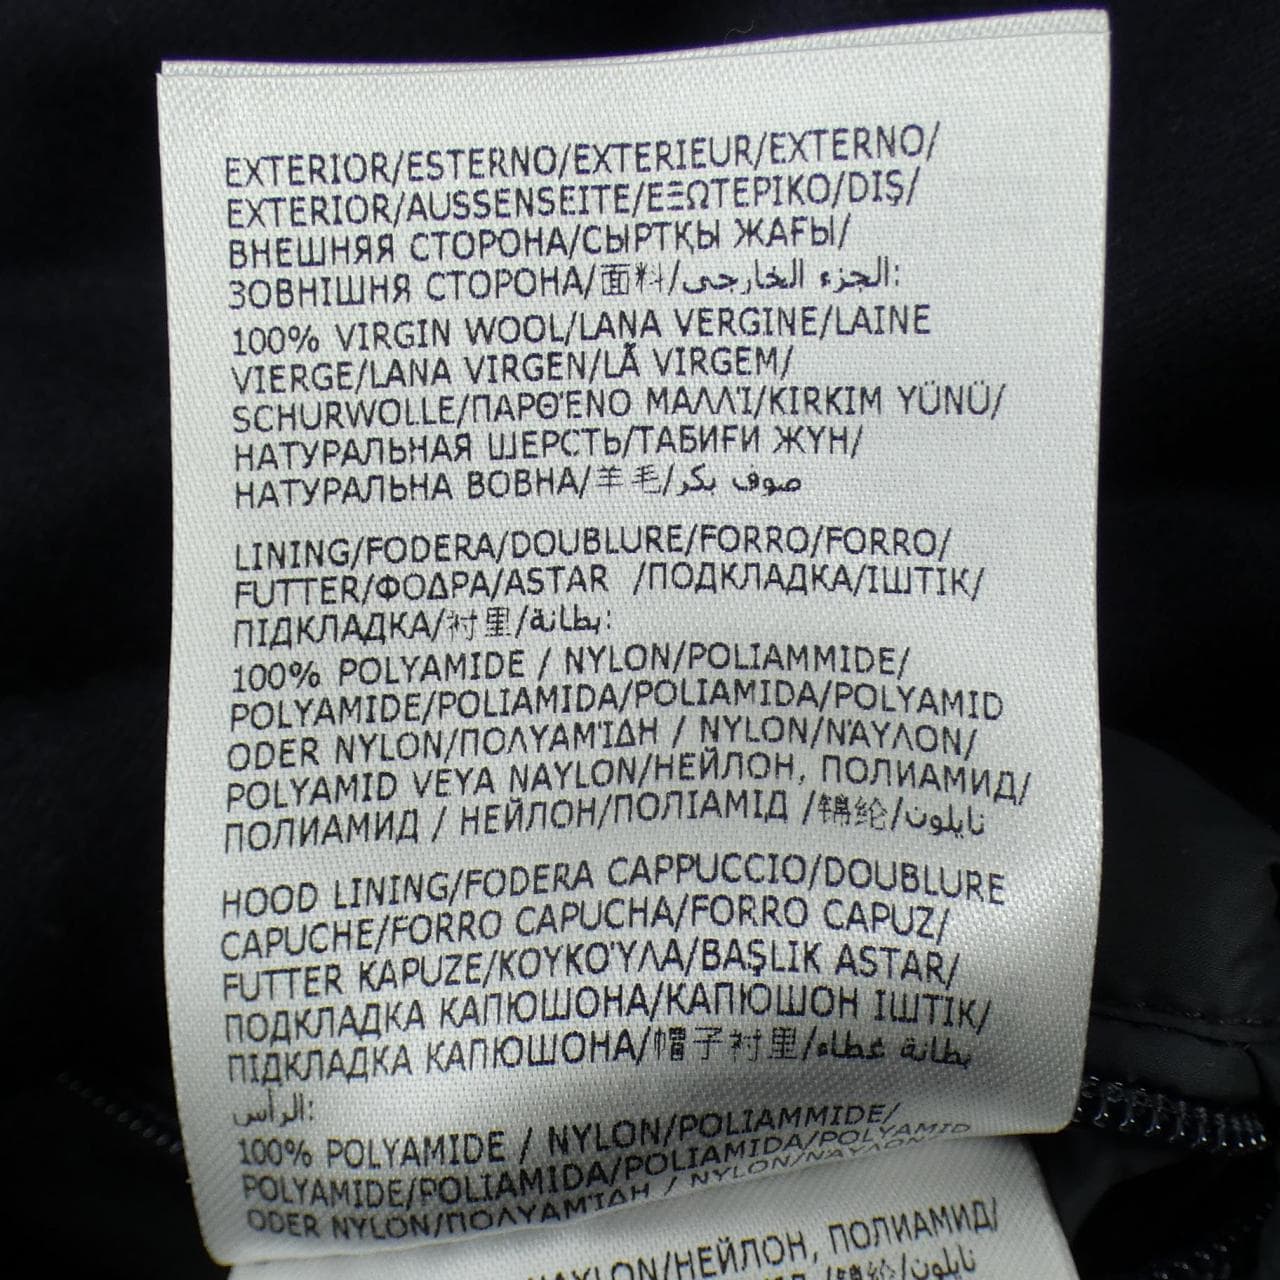 EXTERIOR/ESTERNO/EXTERIEUR/EXTERNO/
EXTERIOR/AUSSENSEITE/ΕΞΩΤΕΡΙΚΟ/DIŞ/
ВНЕШНЯЯ СТОРОНА/СЫРТҚЫ ЖАҒЫ/
ЗОВНІШНЯ СТОРОНА/面料/الجزء الخارجى:
100% VIRGIN WOOL/LANA VERGINE/LAINE
VIERGE/LANA VIRGEN/LÃ VIRGEM/
SCHURWOLLE/ΠΑΡΘΈΝΟ ΜΑΛΛΊ/KIRKIM YÜNÜ/
НАТУРАЛЬНАЯ ШЕРСТЬ/ТАБИҒИ ЖҮН/
НАТУРАЛЬНА ВОВНА/羊毛/صوف بكر
LINING/FODERA/DOUBLURE/FORRO/FORRO/
FUTTER/ΦΟΔΡΑ/ASTAR /ПОДКЛАДКА/ІШТІК/
ПІДКЛАДКА/衬里/بطانة:
100% POLYAMIDE / NYLON/POLIAMMIDE/
POLYAMIDE/POLIAMIDA/POLIAMIDA/POLYAMID
ODER NYLON/ΠΟΛΥΑΜΊΔΗ / NYLON/ΝΆΥΛΟΝ/
POLYAMID VEYA NAYLON/НЕЙЛОН, ПОЛИАМИД/
ПОЛИАМИД / НЕЙЛОН/ПОЛІАМІД /锦纶/نايلون
HOOD LINING/FODERA CAPPUCCIO/DOUBLURE
CAPUCHE/FORRO CAPUCHA/FORRO CAPUZ/
FUTTER KAPUZE/ΚΟΥΚΟΎΛΑ/BAŞLIK ASTAR/
ПОДКЛАДКА КАПЮШОНА/КАПЮШОН ІШТІК/
ПІДКЛАДКА КАПЮШОНА/帽子衬里/بطانة غطاء
الرأس:
100% POLYAMIDE / NYLON/POLIAMMIDE/
POLYAMIDE/POLIAMIDA/POLIAMIDA/POLYAMID
ODER NYLON/ΠΟΛΥΑΜΊΔΗ / NYLON/ΝΆΥΛΟΝ/
NAYLON/НЕЙЛОН, ПОЛИАМИД/
نايلون